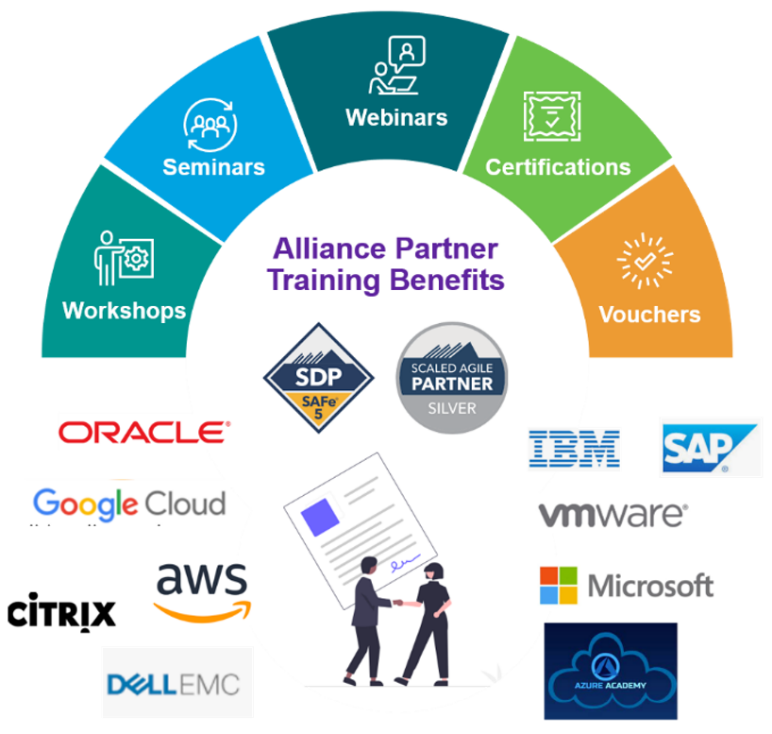 Webinars
Seminars
Certifications
Workshops
Vouchers
Alliance Partner
Training Benefits
SDP
SAFe®
5
SCALED AGILE
PARTNER
SILVER
ORACLE®
IBM
SAP®
Google Cloud
vmware®
CiTRIX
aws
Microsoft
DELLEMC
AZURE ACADEMY